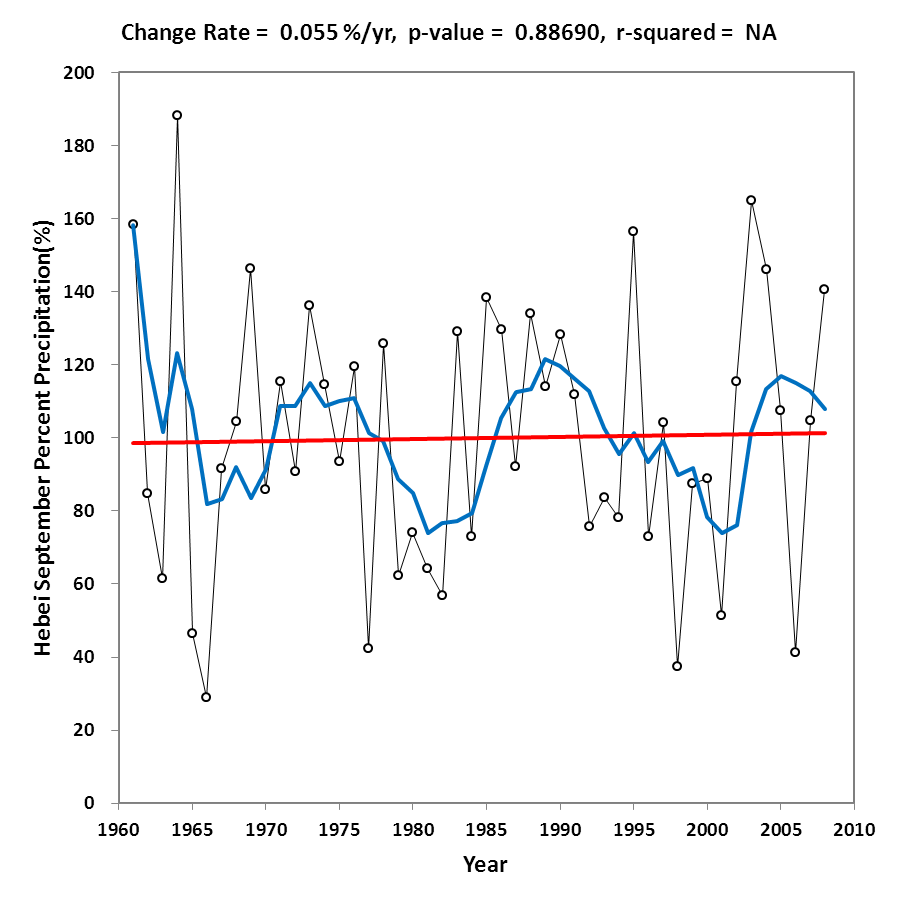 Change Rate = 0.055 %/yr, p-value = 0.88690, r-squared = NA
200
180
160
140
120
100
80
60
40
20
0
Hebei September Percent Precipitation(%)
1960 1965 1970 1975 1980 1985 1990 1995 2000 2005 2010
Year